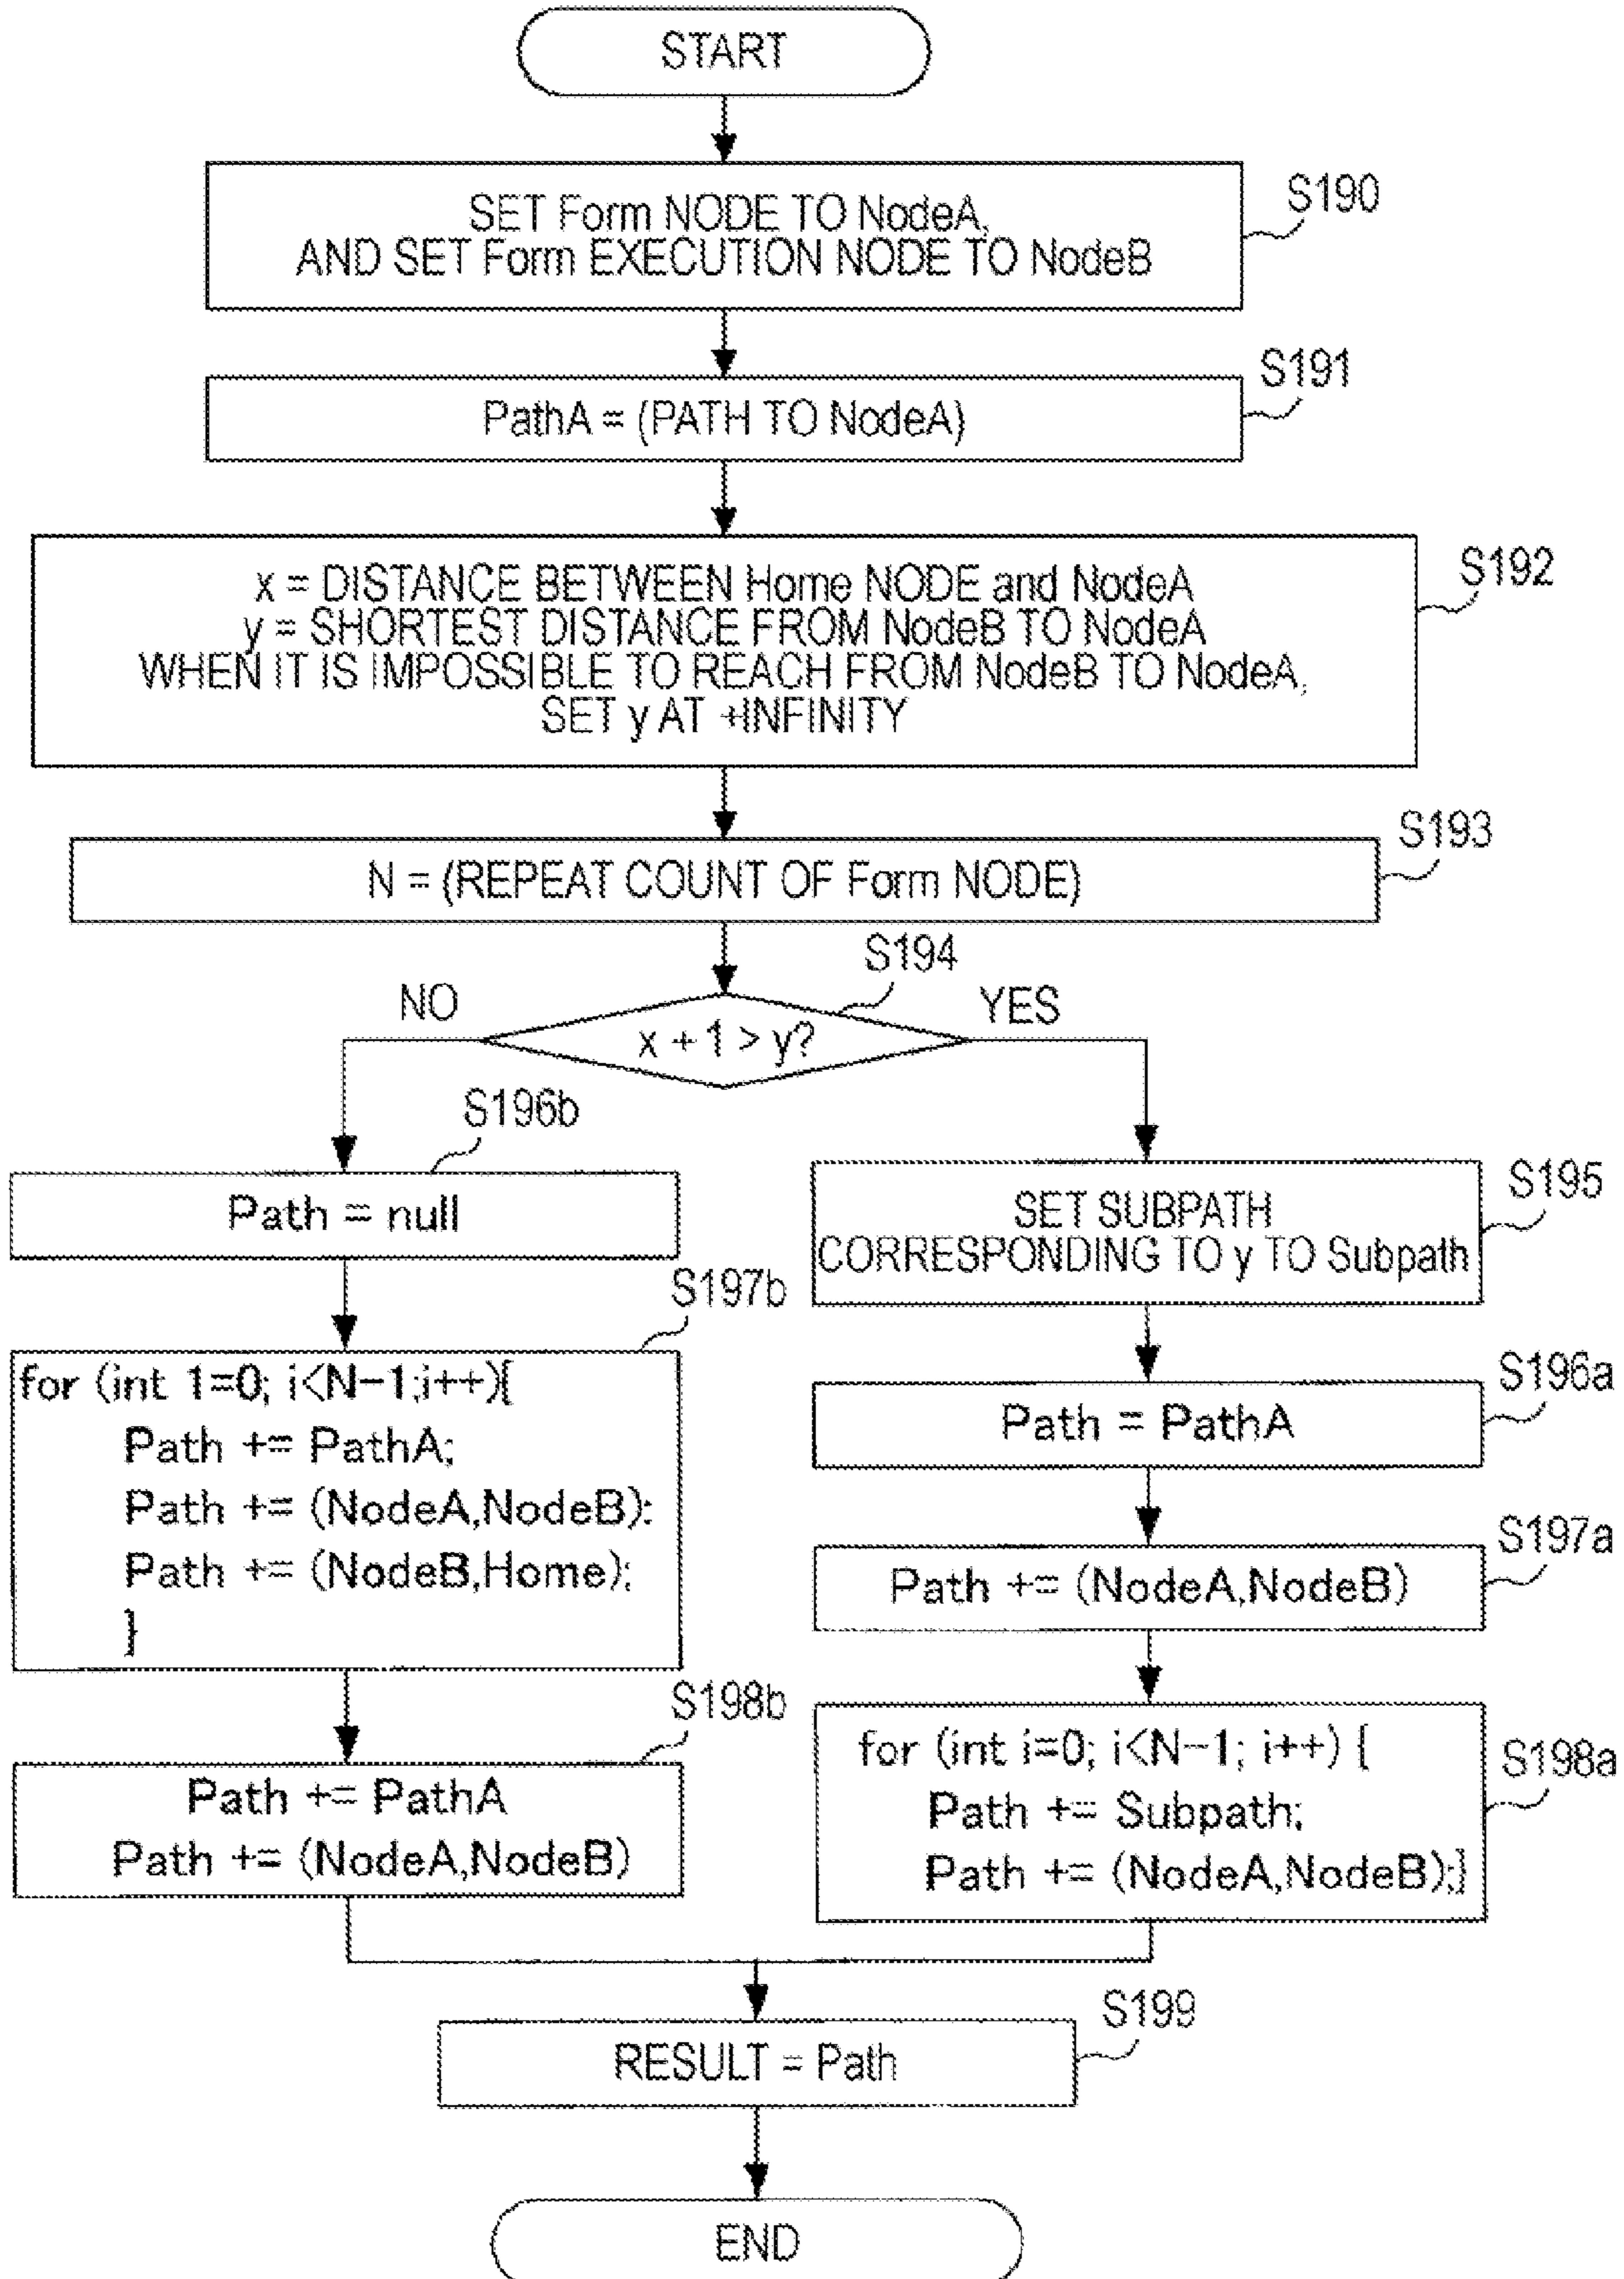 START
S190
SET Form NODE TO NodeA,
AND SET Form EXECUTION NODE TO NodeB
S191
PathA = (PATH TO NodeA)
S192
x = DISTANCE BETWEEN Home NODE and NodeA
y = SHORTEST DISTANCE FROM NodeB TO NodeA
WHEN IT IS IMPOSSIBLE TO REACH FROM NodeB TO NodeA,
SET y AT +INFINITY
S193
N = (REPEAT COUNT OF Form NODE)
S194
NO
YES
x + 1 > y?
S196b
Path = null
S197b
for (int 1=0; i<N-1;i++){
Path += PathA;
Path += (NodeA,NodeB);
Path += (NodeB,Home);
}
S198b
Path += PathA
Path += (NodeA,NodeB)
S195
SET SUBPATH
CORRESPONDING TO y TO Subpath
S196a
Path = PathA
S197a
Path += (NodeA,NodeB)
S198a
for (int i=0; i<N-1; i++) {
Path += Subpath;
Path += (NodeA,NodeB);}
S199
RESULT = Path
END